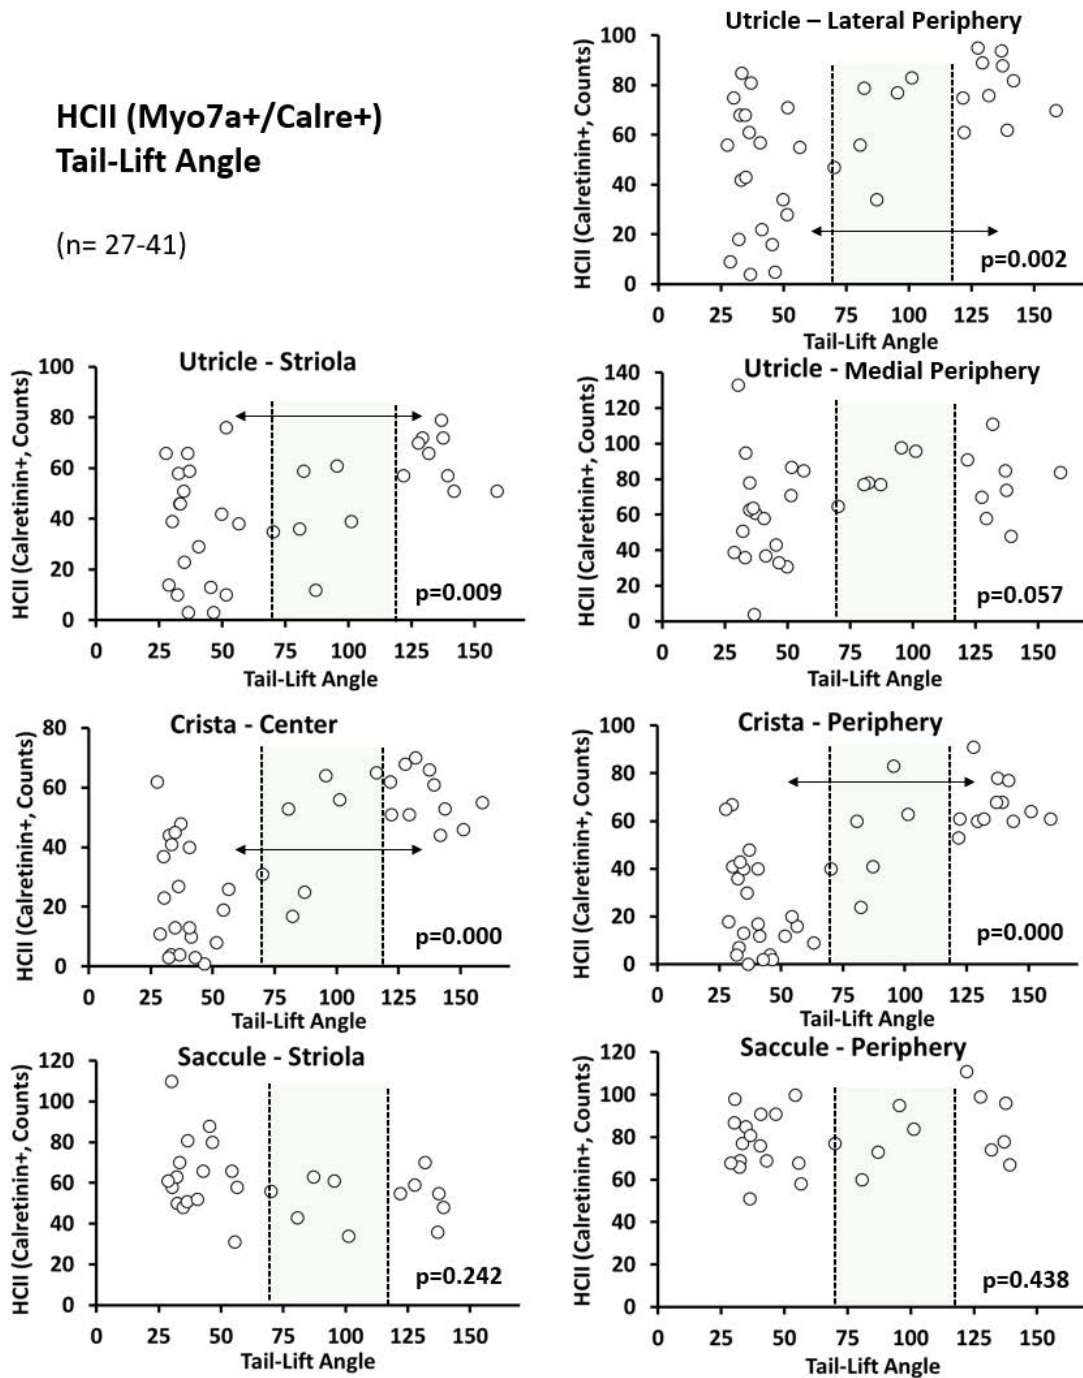 HCII (Myo7a+/Calre+)
Tail-Lift Angle
(n= 27-41)
Utricle – Lateral Periphery
HCII (Calretinin+, Counts)
100
80
60
40
20
0
p=0.002
0 25 50 75 100 125 150
Tail-Lift Angle
Utricle - Striola
HCII (Calretinin+, Counts)
100
80
60
40
20
0
p=0.009
0 25 50 75 100 125 150
Tail-Lift Angle
Utricle - Medial Periphery
HCII (Calretinin+, Counts)
140
120
100
80
60
40
20
0
p=0.057
0 25 50 75 100 125 150
Tail-Lift Angle
Crista - Center
HCII (Calretinin+, Counts)
80
60
40
20
0
p=0.000
0 25 50 75 100 125 150
Tail-Lift Angle
Crista - Periphery
HCII (Calretinin+, Counts)
100
80
60
40
20
0
p=0.000
0 25 50 75 100 125 150
Tail-Lift Angle
Saccule - Striola
HCII (Calretinin+, Counts)
120
100
80
60
40
20
0
p=0.242
0 25 50 75 100 125 150
Tail-Lift Angle
Saccule - Periphery
HCII (Calretinin+, Counts)
120
100
80
60
40
20
0
p=0.438
0 25 50 75 100 125 150
Tail-Lift Angle